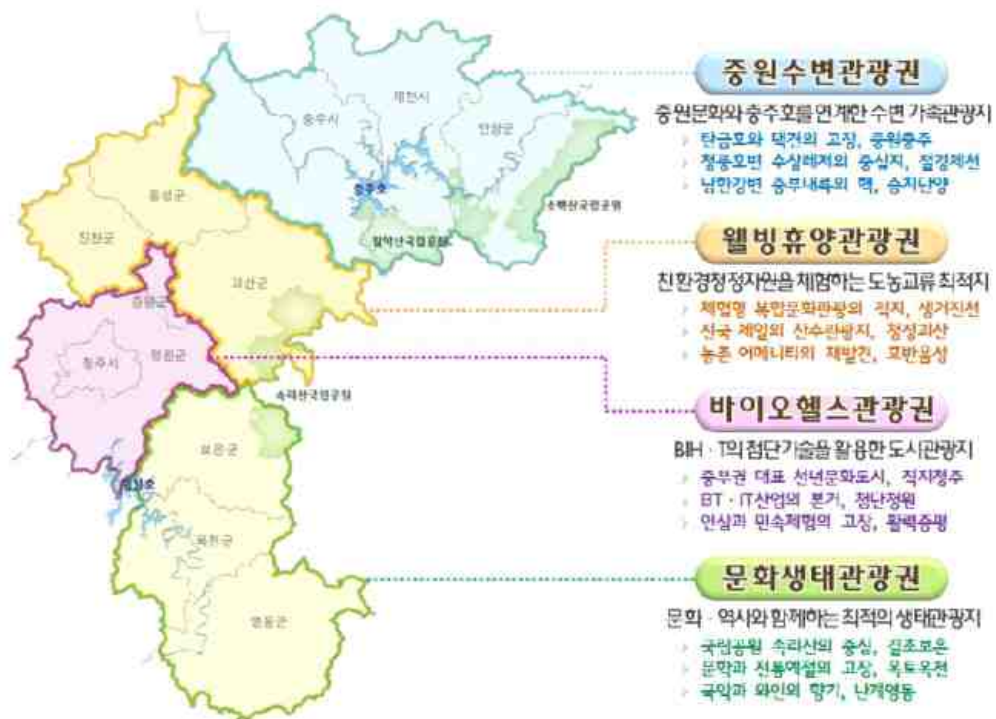 중원수변관광권
중원문화와 충주호를 연계한 수변 가족관광지
탄금호와 택견의 고장, 중원충주
청풍호변 수상레저의 중심지, 절경제천
남한강변 중부내륙의 핵, 승지단양
웰빙휴양관광권
친환경청정자원을 체험하는 도농교류 최적지
체험형 복합문화관광의 적지, 생거진천
전국 제일의 산수관광지, 청정괴산
농촌 어메니티의 재발견, 호반음성
바이오헬스관광권
BIH · T의 첨단기술을 활용한 도시관광지
중부권 대표 천년문화도시, 직지청주
BT · IT산업의 본거, 첨단청원
인삼과 민속체험의 고장, 활력증평
문화생태관광권
문화 · 역사와 함께하는 최적의 생태관광지
국립공원 속리산의 중심, 보은
문학과 전통예절의 고장, 옥토옥천
국악과 와인의 향기, 난계영동
제천시
충주시
단양군
충주호
소백산국립공원
월악산국립공원
음성군
진천군
괴산군
증평군
청원군
청주시
속리산국립공원
보은군
대청호
옥천군
영동군